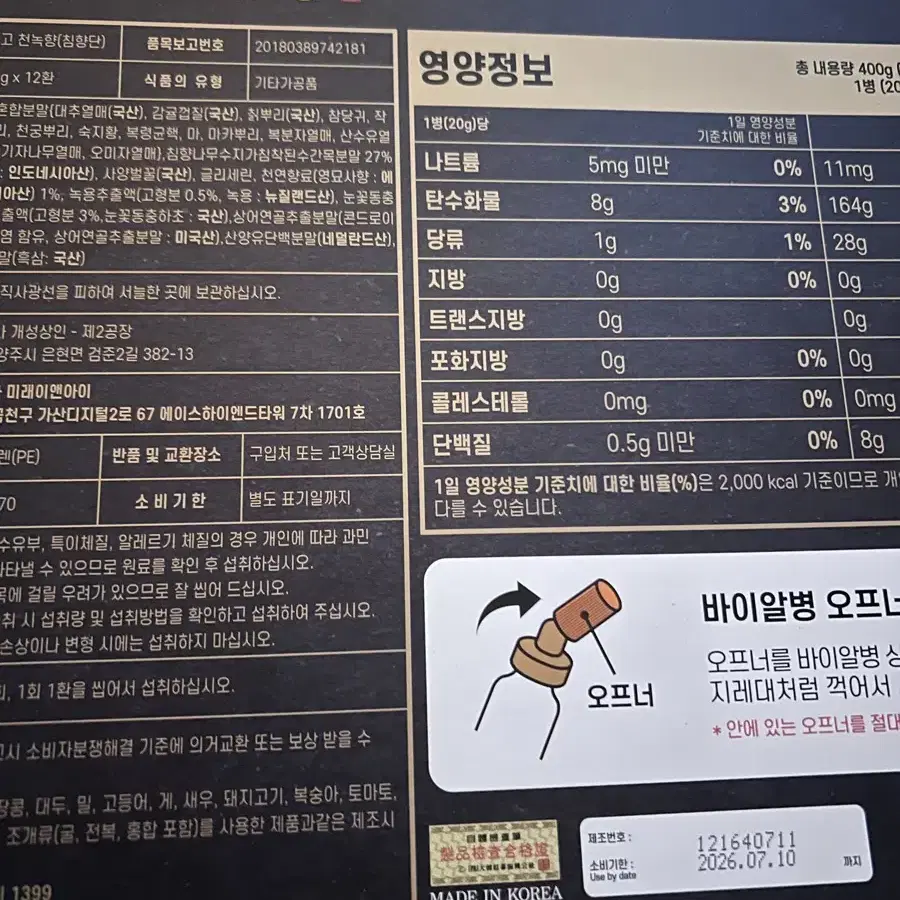 고 천녹향(침향단) 품목보고번호 20180389742181
g x 12환 식품의 유형 기타가공품
혼합분말(대추열매(국산), 감귤껍질(국산), 칡뿌리(국산), 참당귀, 작
리, 천궁뿌리, 숙지황, 복령균핵, 마, 마카뿌리, 복분자열매, 산수유열
기자나무열매, 오미자열매), 침향나무수지가침착된수간목분말 27%
: 인도네시아산), 사양벌꿀(국산), 글리세린, 천연향료(영묘사향 : 에
아산) 1%, 녹용추출액(고형분 0.5%, 녹용 : 뉴질랜드산), 눈꽃동충
출액(고형분 3%, 눈꽃동충하초 : 국산), 상어연골추출분말(콘드로이
염 함유, 상어연골추출분말 : 미국산), 산양유단백분말(네덜란드산),
말(흑삼: 국산)
직사광선을 피하여 서늘한 곳에 보관하십시오.
개성상인 - 제2공장
양주시 은현면 검준2길 382-13
미래이앤아이
금천구 가산디지털2로 67 에이스하이엔드타워 7차 1701호
렌(PE) 반품 및 교환장소 구입처 또는 고객상담실
70 소비기한 별도 표기일까지
수유부, 특이체질, 알레르기 체질의 경우 개인에 따라 과민
나타낼 수 있으므로 원료를 확인 후 섭취하십시오.
목에 걸릴 우려가 있으므로 잘 씹어 드십시오.
취 시 섭취량 및 섭취방법을 확인하고 섭취하여 주십시오.
손상이나 변형 시에는 섭취하지 마십시오.
회, 1회 1환을 씹어서 섭취하십시오.
고시 소비자분쟁해결 기준에 의거교환 또는 보상 받을 수
땅콩, 대두, 밀, 고등어, 게, 새우, 돼지고기, 복숭아, 토마토,
조개류(굴, 전복, 홍합 포함)를 사용한 제품과같은 제조시
1399
영양정보
총 내용량 400g
1병 (20
1병(20g)당 1일 영양성분
기준치에 대한 비율
나트륨 5mg 미만 0% 11mg
탄수화물 8g 3% 164g
당류 1g 1% 28g
지방 0g 0% 0g
트랜스지방 0g 0g
포화지방 0g 0% 0g
콜레스테롤 0mg 0% 0mg
단백질 0.5g 미만 0% 8g
1일 영양성분 기준치에 대한 비율(%)은 2,000 kcal 기준이므로 개
다를 수 있습니다.
오프너
바이알병 오프너
오프너를 바이알병 상
지레대처럼 꺽어서
* 안에 있는 오프너를 절대
MADE IN KOREA
제조번호 : 121640711
소비기한 : 2026.07.10 까지
Use by date